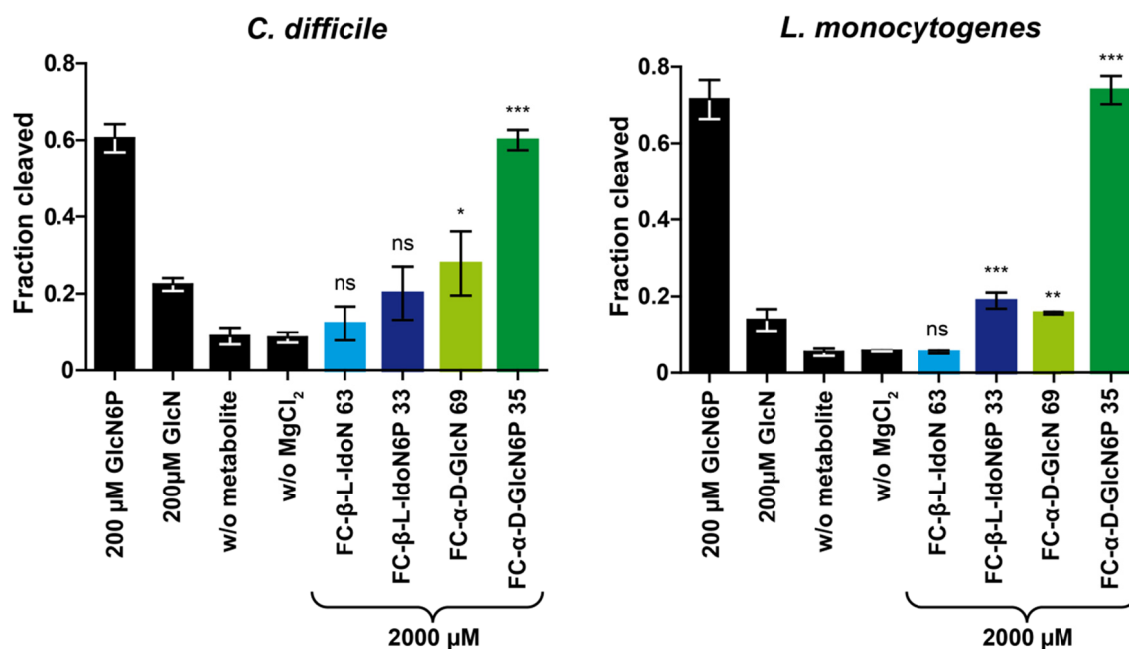 C. difficile
Fraction cleaved
0.8
0.6
0.4
0.2
0
ns
ns
*
***
200 µM GlcN6P
200µM GlcN
w/o metabolite
w/o MgCl₂
FC-β-L-IdoN 63
FC-β-L-IdoN6P 33
FC-α-D-GlcN 69
FC-α-D-GlcN6P 35
2000 µM
L. monocytogenes
Fraction cleaved
0.8
0.6
0.4
0.2
0
ns
***
**
***
200 µM GlcN6P
200µM GlcN
w/o metabolite
w/o MgCl₂
FC-β-L-IdoN 63
FC-β-L-IdoN6P 33
FC-α-D-GlcN 69
FC-α-D-GlcN6P 35
2000 µM